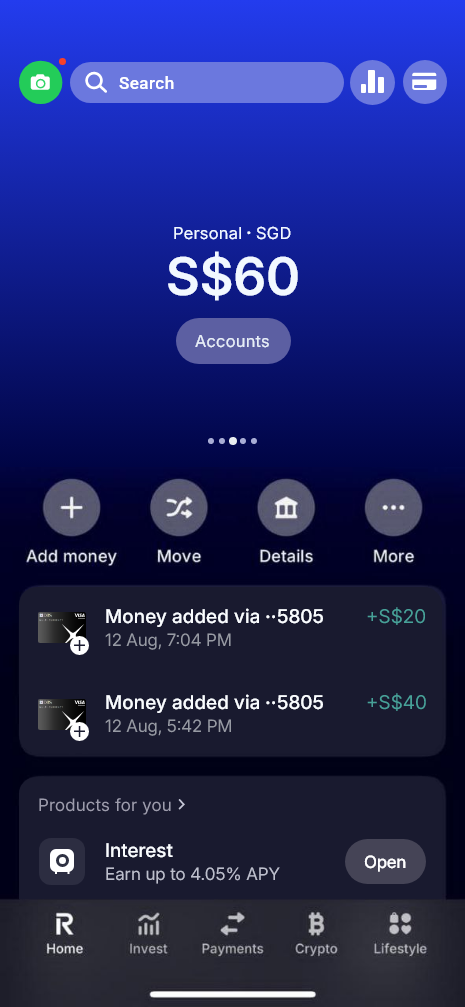 Search
Personal · SGD
S$60
Accounts
Add money
Move
Details
More
Money added via ··5805
+S$20
12 Aug, 7:04 PM
VISA
Money added via ··5805
+S$40
12 Aug, 5:42 PM
VISA
Products for you >
Interest
Earn up to 4.05% APY
Open
Home
Invest
Payments
Crypto
Lifestyle